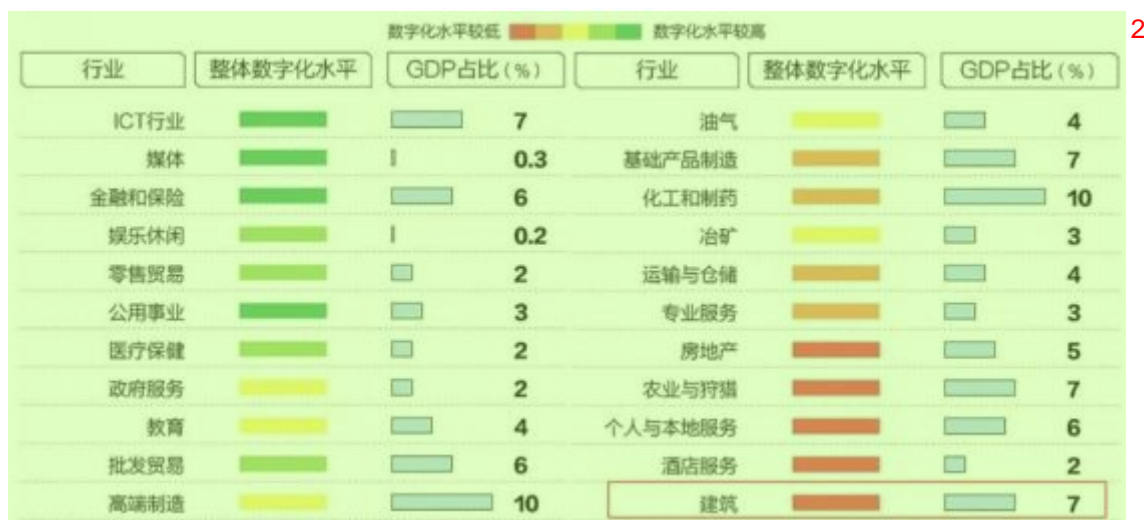 数字化水平较低 数字化水平较高 2
行业 整体数字化水平 GDP占比(%) 行业 整体数字化水平 GDP占比(%)
ICT行业 7 油气 4
媒体 0.3 基础产品制造 7
金融和保险 6 化工和制药 10
娱乐休闲 0.2 冶矿 3
零售贸易 2 运输与仓储 4
公用事业 3 专业服务 3
医疗保健 2 房地产 5
政府服务 2 农业与狩猎 7
教育 4 个人与本地服务 6
批发贸易 6 酒店服务 2
高端制造 10 建筑 7